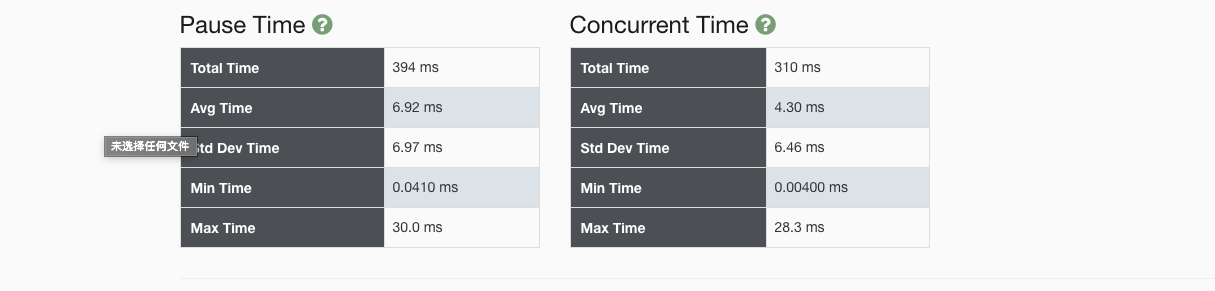 Pause Time ?
Total Time 394 ms
Avg Time 6.92 ms
Std Dev Time 6.97 ms
Min Time 0.0410 ms
Max Time 30.0 ms
Concurrent Time ?
Total Time 310 ms
Avg Time 4.30 ms
Std Dev Time 6.46 ms
Min Time 0.00400 ms
Max Time 28.3 ms
未选择任何文件